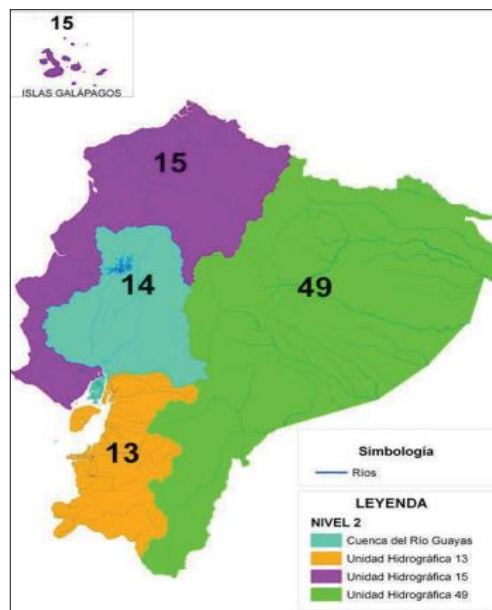 15
ISLAS GALÁPAGOS
15
14
49
13
Simbología
Ríos
LEYENDA
NIVEL 2
Cuenca del Río Guayas
Unidad Hidrográfica 13
Unidad Hidrográfica 15
Unidad Hidrográfica 49